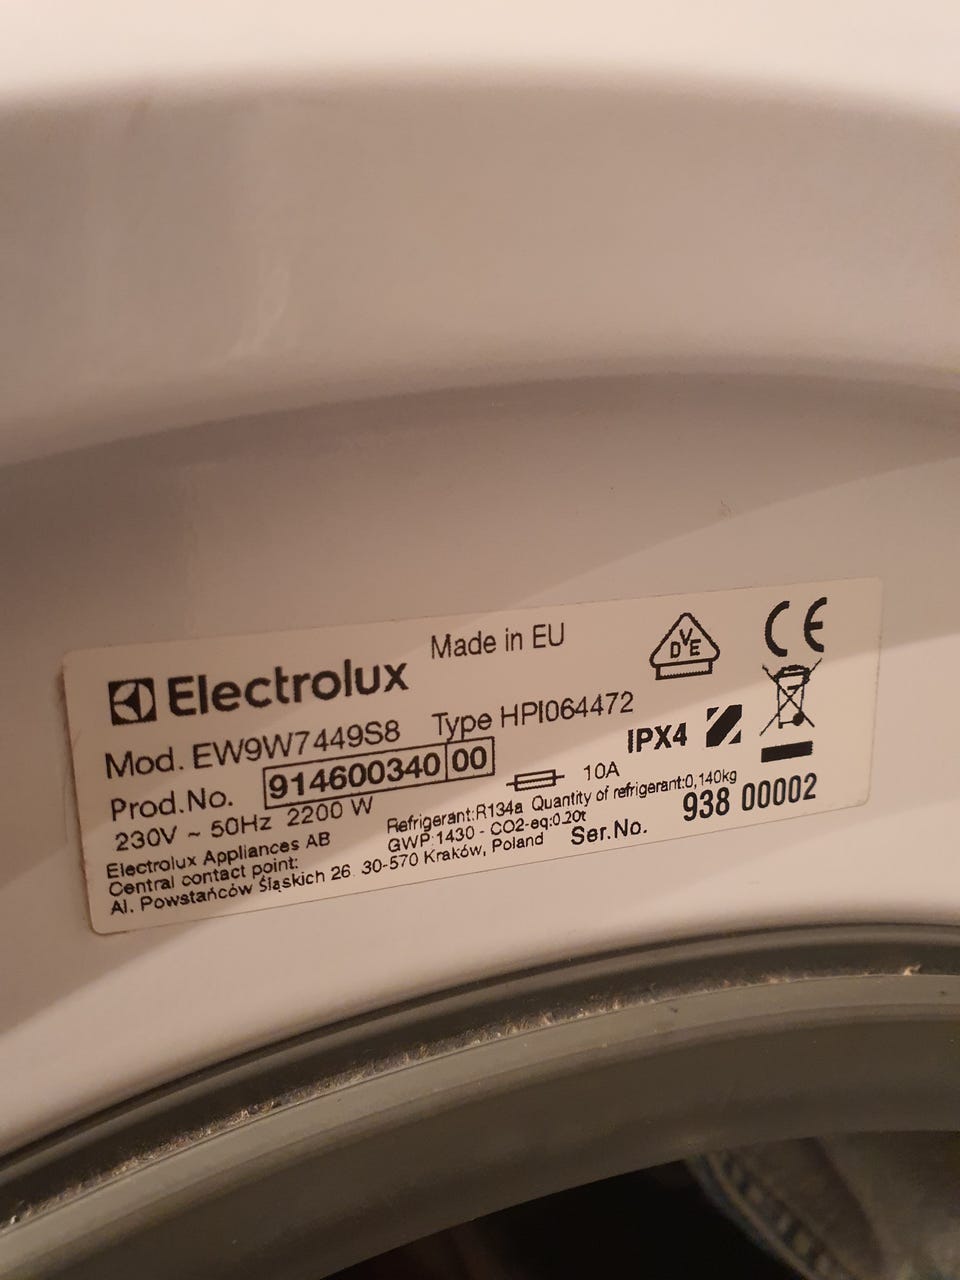 Electrolux Made in EU VDE CE
Mod. EW9W7449S8 Type HPI064472
Prod.No. 914600340 00 IPX4
230V ~ 50Hz 2200 W 10A
Refrigerant:R134a Quantity of refrigerant:0,140kg
GWP:1430 - CO2-eq:0.20t
Electrolux Appliances AB
Central contact point:
Al. Powstańców Śląskich 26. 30-570 Kraków, Poland
Ser.No. 938 00002